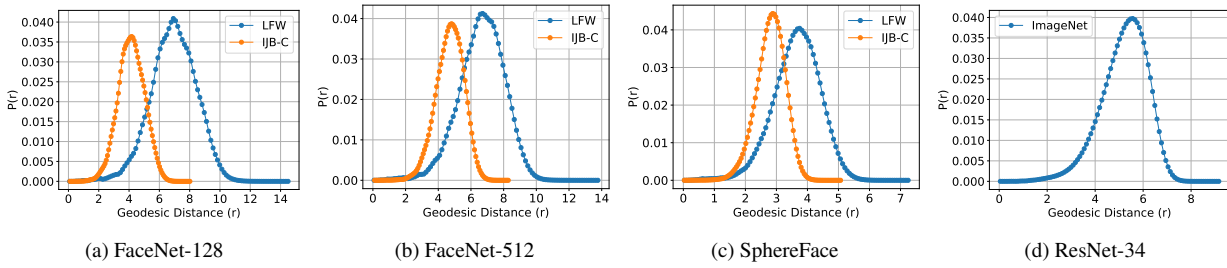 P(r)
0.040
0.035
0.030
0.025
0.020
0.015
0.010
0.005
0.000
0 2 4 6 8 10 12 14
Geodesic Distance (r)
LFW
IJB-C
(a) FaceNet-128
P(r)
0.04
0.03
0.02
0.01
0.00
0 2 4 6 8 10 12 14
Geodesic Distance (r)
LFW
IJB-C
(b) FaceNet-512
P(r)
0.04
0.03
0.02
0.01
0.00
0 1 2 3 4 5 6 7
Geodesic Distance (r)
LFW
IJB-C
(c) SphereFace
P(r)
0.040
0.035
0.030
0.025
0.020
0.015
0.010
0.005
0.000
0 2 4 6 8
Geodesic Distance (r)
ImageNet
(d) ResNet-34